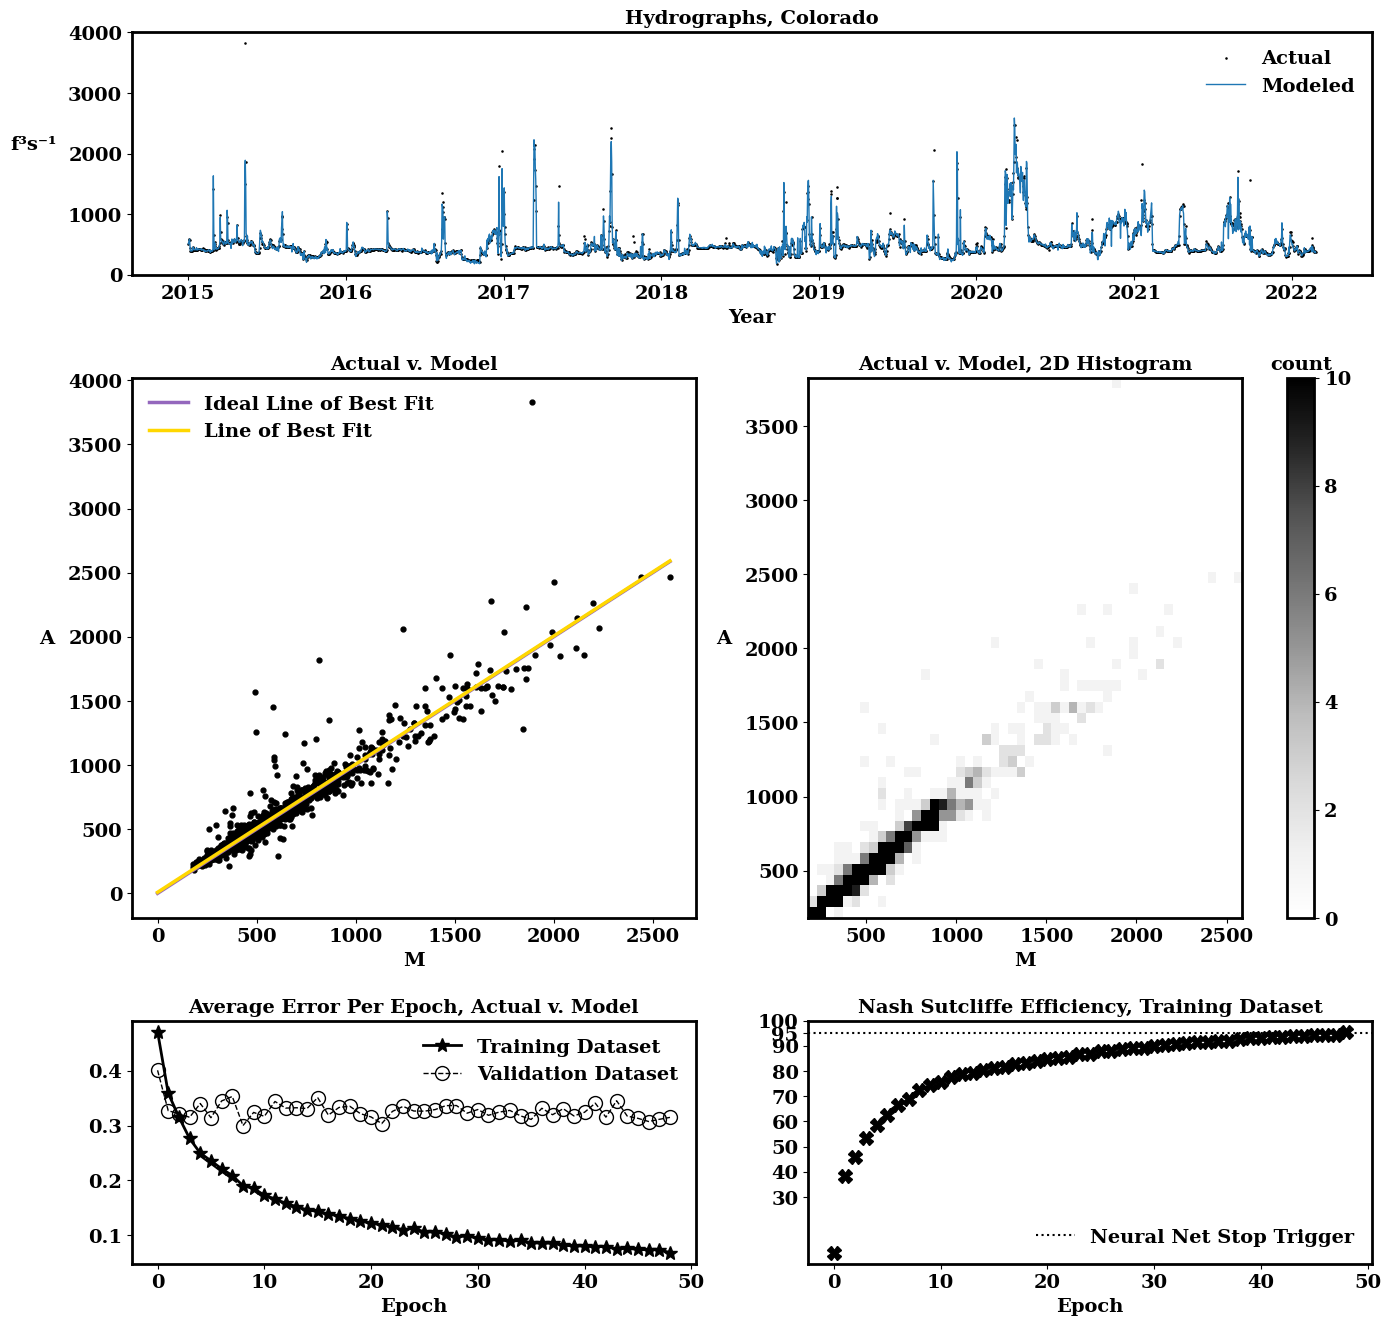 Hydrographs, Colorado
4000
3000
2000
1000
0
f³s⁻¹
Actual
Modeled
2015 2016 2017 2018 2019 2020 2021 2022
Year
Actual v. Model
4000
3500
3000
2500
2000
1500
1000
500
0
A
Ideal Line of Best Fit
Line of Best Fit
0 500 1000 1500 2000 2500
M
Actual v. Model, 2D Histogram
3500
3000
2500
2000
1500
1000
500
A
500 1000 1500 2000 2500
M
count
10
8
6
4
2
0
Average Error Per Epoch, Actual v. Model
0.4
0.3
0.2
0.1
Training Dataset
Validation Dataset
0 10 20 30 40 50
Epoch
Nash Sutcliffe Efficiency, Training Dataset
100
95
90
80
70
60
50
40
30
Neural Net Stop Trigger
0 10 20 30 40 50
Epoch